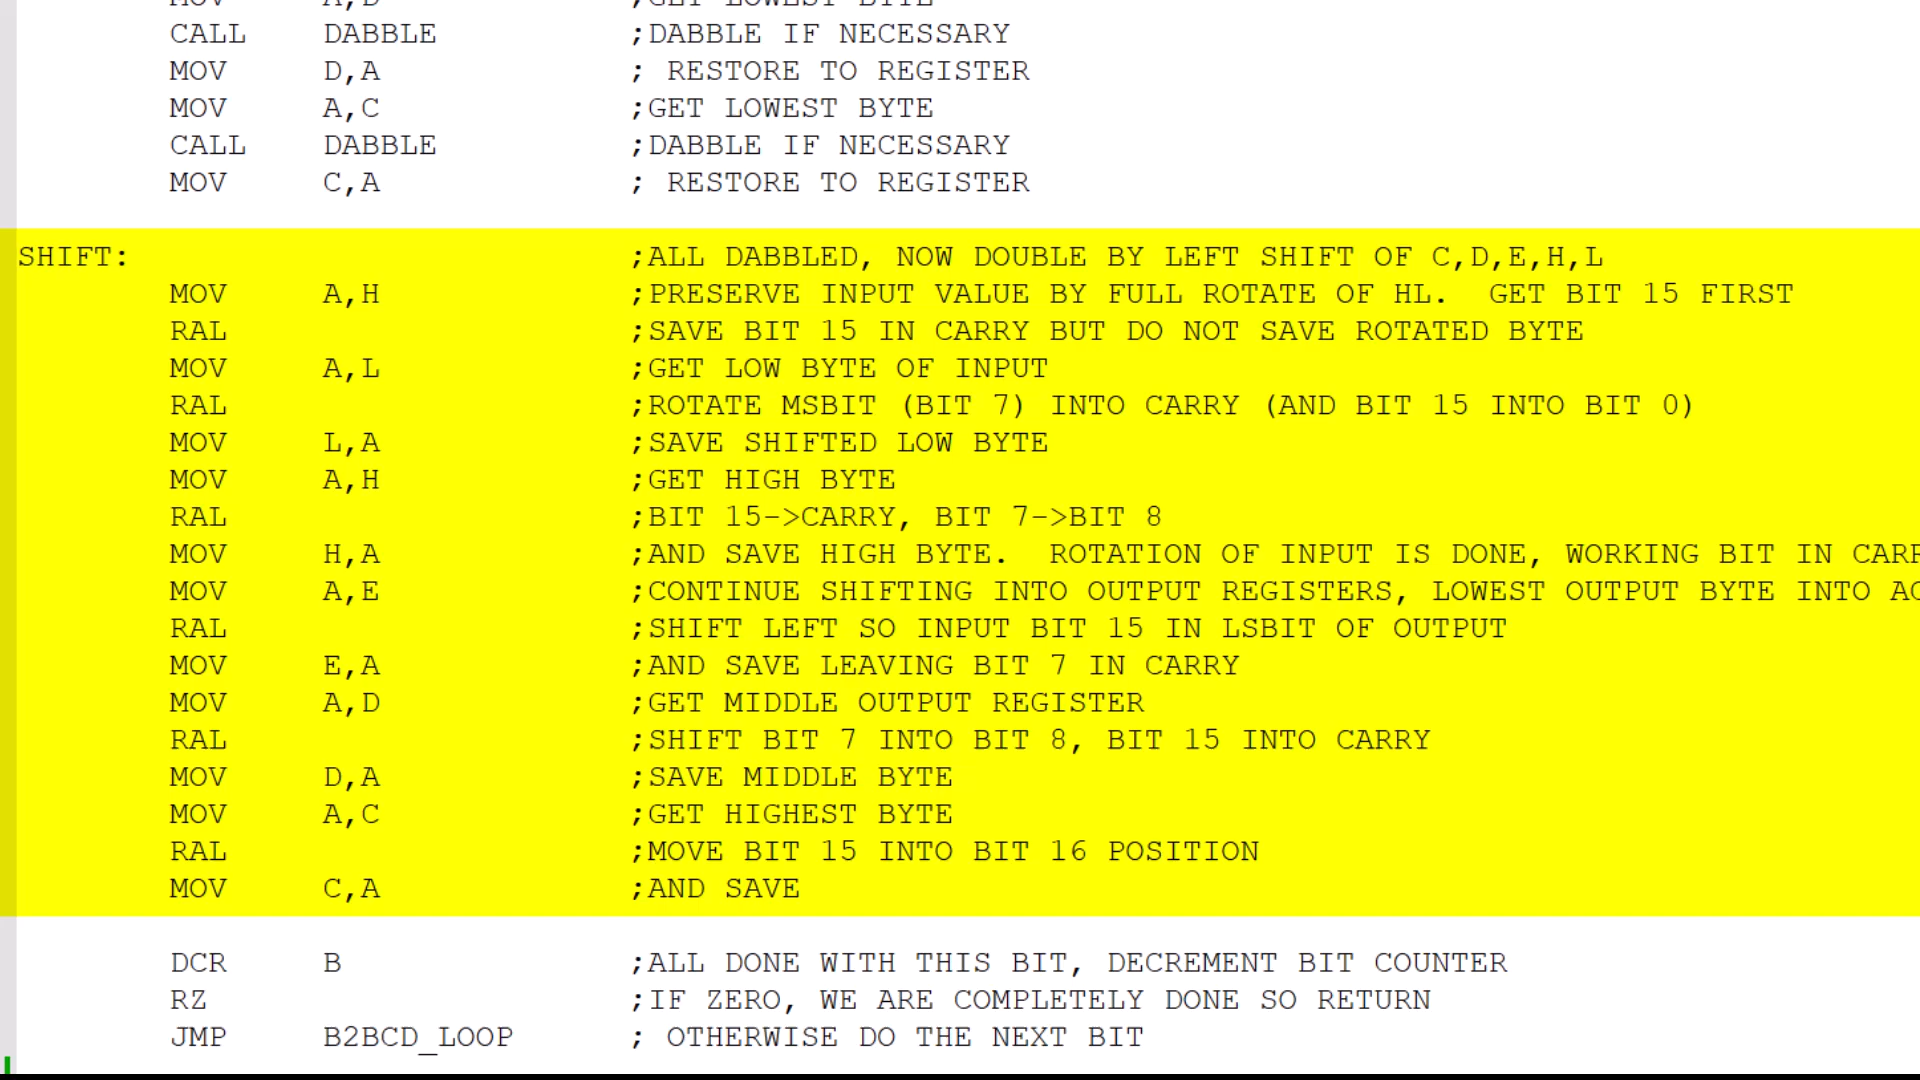 MOV A,D ;GET LOWEST BYTE
CALL DABBLE ;DABBLE IF NECESSARY
MOV D,A ; RESTORE TO REGISTER
MOV A,C ;GET LOWEST BYTE
CALL DABBLE ;DABBLE IF NECESSARY
MOV C,A ; RESTORE TO REGISTER
SHIFT: ;ALL DABBLED, NOW DOUBLE BY LEFT SHIFT OF C,D,E,H,L
MOV A,H ;PRESERVE INPUT VALUE BY FULL ROTATE OF HL. GET BIT 15 FIRST
RAL ;SAVE BIT 15 IN CARRY BUT DO NOT SAVE ROTATED BYTE
MOV A,L ;GET LOW BYTE OF INPUT
RAL ;ROTATE MSBIT (BIT 7) INTO CARRY (AND BIT 15 INTO BIT 0)
MOV L,A ;SAVE SHIFTED LOW BYTE
MOV A,H ;GET HIGH BYTE
RAL ;BIT 15->CARRY, BIT 7->BIT 8
MOV H,A ;AND SAVE HIGH BYTE. ROTATION OF INPUT IS DONE, WORKING BIT IN
MOV A,E ;CONTINUE SHIFTING INTO OUTPUT REGISTERS, LOWEST OUTPUT BYTE INTO
RAL ;SHIFT LEFT SO INPUT BIT 15 IN LSBIT OF OUTPUT
MOV E,A ;AND SAVE LEAVING BIT 7 IN CARRY
MOV A,D ;GET MIDDLE OUTPUT REGISTER
RAL ;SHIFT BIT 7 INTO BIT 8, BIT 15 INTO CARRY
MOV D,A ;SAVE MIDDLE BYTE
MOV A,C ;GET HIGHEST BYTE
RAL ;MOVE BIT 15 INTO BIT 16 POSITION
MOV C,A ;AND SAVE
DCR B ;ALL DONE WITH THIS BIT, DECREMENT BIT COUNTER
RZ ;IF ZERO, WE ARE COMPLETELY DONE SO RETURN
JMP B2BCD_LOOP ; OTHERWISE DO THE NEXT BIT